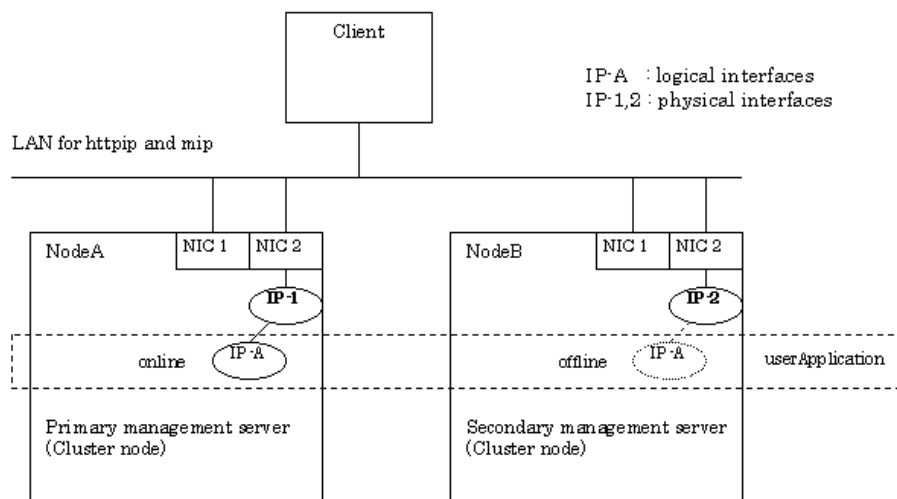 Client
IP-A : logical interfaces
IP-1,2 : physical interfaces
LAN for httpip and mip
NodeA
NIC 1
NIC 2
NodeB
NIC 1
NIC 2
IP-1
IP-2
online
IP-A
offline
IP-A
userApplication
Primary management server
(Cluster node)
Secondary management server
(Cluster node)